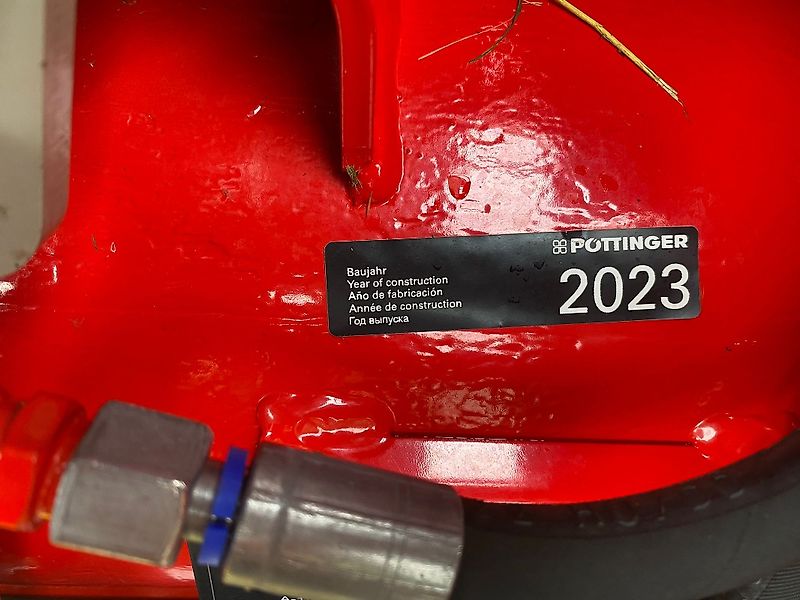 PÖTTINGER
Baujahr
Year of construction
Año de fabricación
Année de construction
Год выпуска
2023